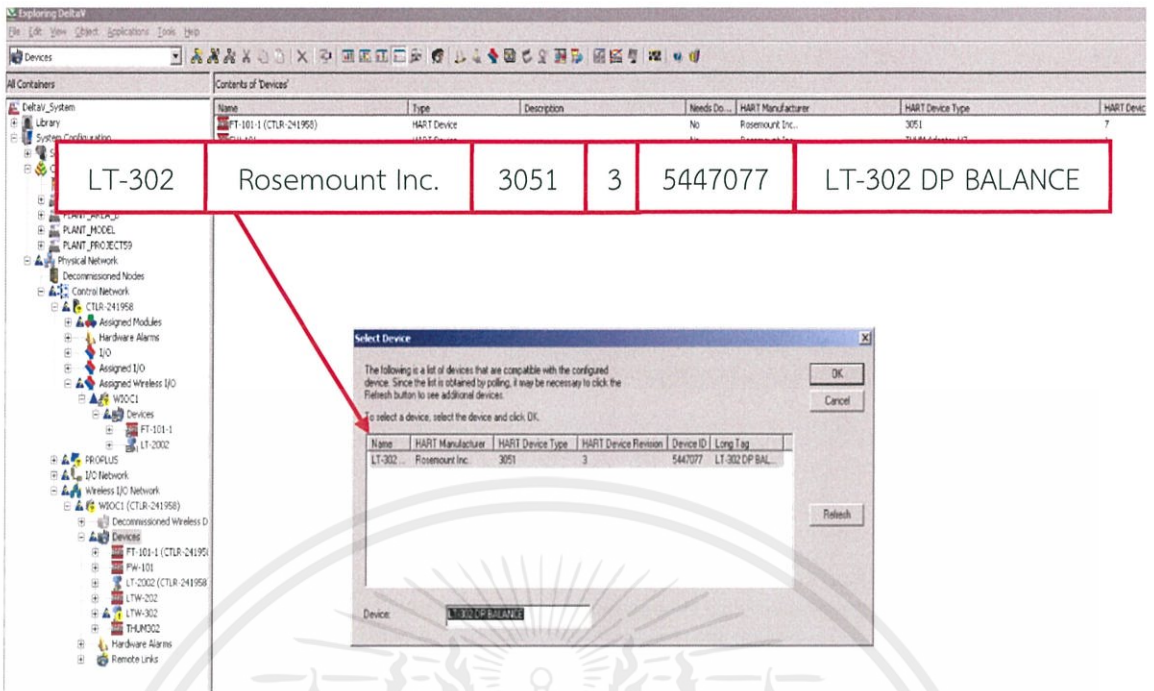 Exploring DeltaV
File Edit View Object Applications Tools Help
Devices
All Containers
Contents of 'Devices'
DeltaV_System
Library
System Configuration
PLANT_MODEL
PLANT_PROJECT59
Physical Network
Decommissioned Nodes
Control Network
CTLR-241958
Assigned Modules
Hardware Alarms
I/O
Assigned I/O
Assigned Wireless I/O
WIOC1
Devices
FT-101-1
LT-2002
PROPLUS
I/O Network
Wireless I/O Network
WIOC1 (CTLR-241958)
Decommissioned Wireless D
Devices
FT-101-1 (CTLR-24195
FW-101
LT-2002 (CTLR-241958
LTW-202
LTW-302
THUM302
Hardware Alarms
Remote Links
Name Type Description Needs Do... HART Manufacturer HART Device Type HART Devic
FT-101-1 (CTLR-241958) HART Device No Rosemount Inc.. 3051 7
LT-302 Rosemount Inc. 3051 3 5447077 LT-302 DP BALANCE
Select Device
The following is a list of devices that are compatible with the configured
device. Since the list is obtained by polling, it may be necessary to click the
Refresh button to see additional devices.
To select a device, select the device and click OK.
OK
Cancel
Name HART Manufacturer HART Device Type HART Device Revision Device ID Long Tag
LT-302 ... Rosemount Inc. 3051 3 5447077 LT-302 DP BAL...
Refresh
Device: LT-302 DP BALANCE